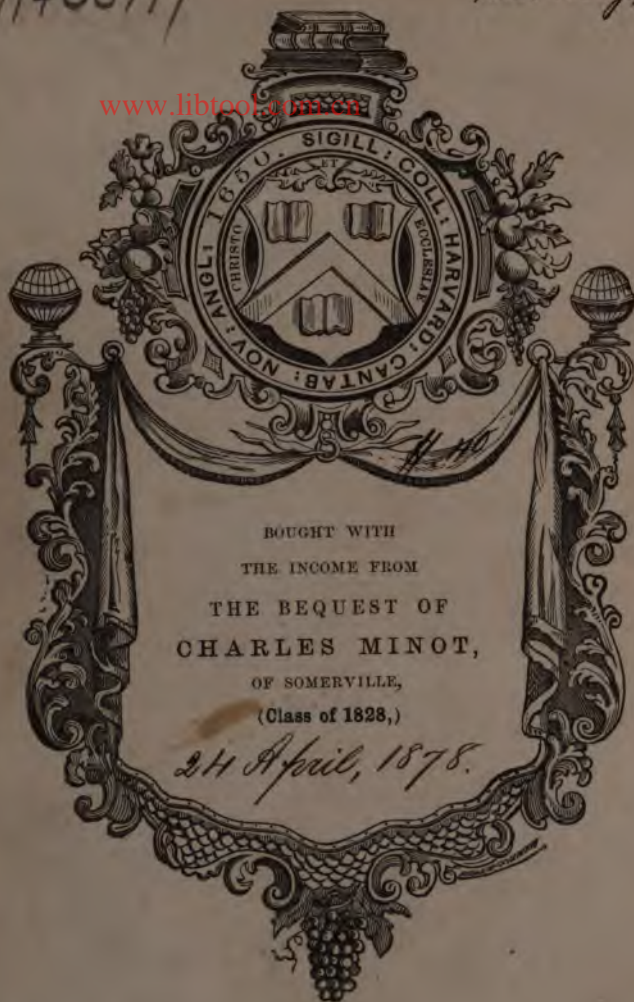 www.libtool.com.cn
SIGILL: COLL: HARVARD: CANTAB: NOV: ANGL: 1650.
ET
CHRISTO
ECCLESIAE
BOUGHT WITH
THE INCOME FROM
THE BEQUEST OF
CHARLES MINOT,
OF SOMERVILLE,
(Class of 1828,)
24 April, 1878.